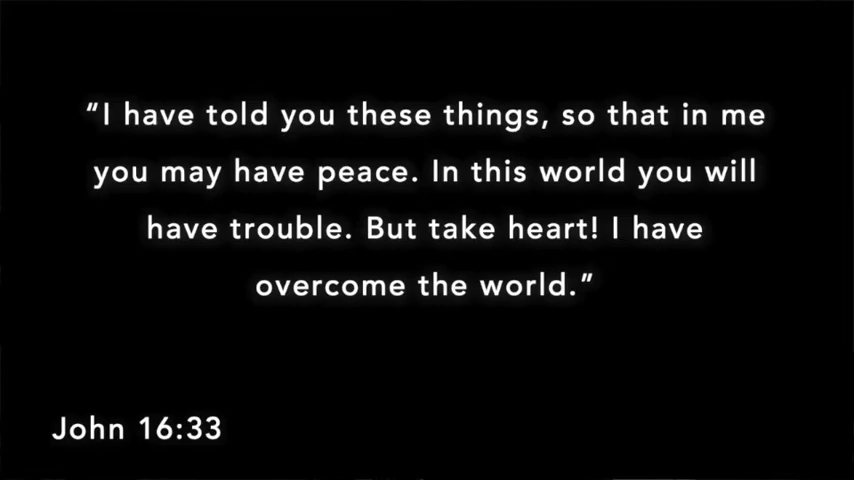 "I have told you these things, so that in me
you may have peace. In this world you will
have trouble. But take heart! I have
overcome the world."
John 16:33